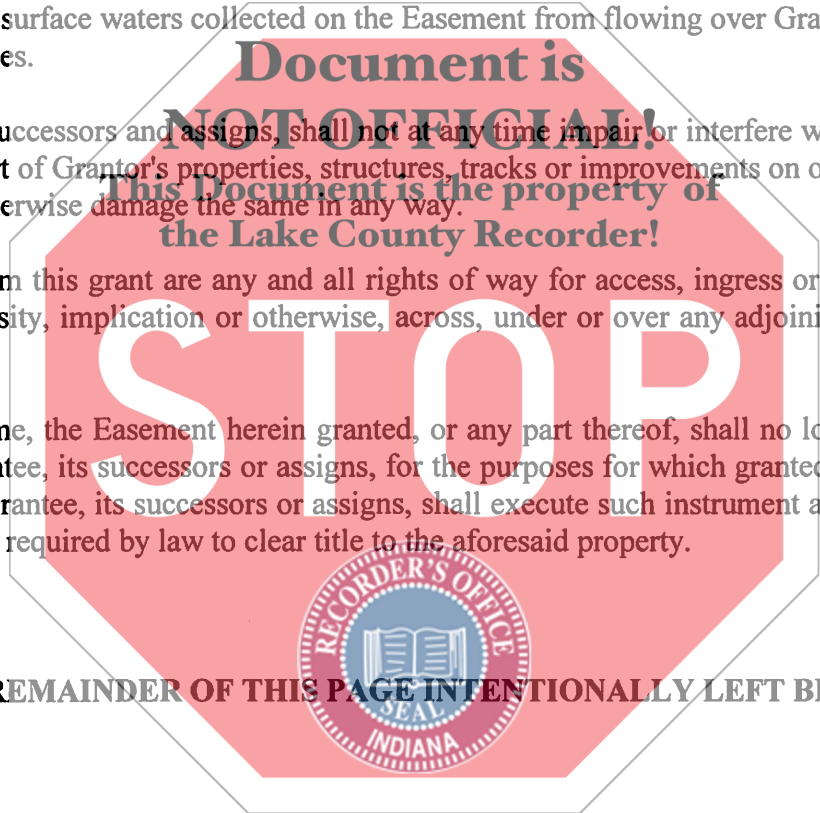 surface waters collected on the Easement from flowing over Gra
es.
Document is
NOT OFFICIAL!
uccessors and assigns, shall not at any time impair or interfere w
t of Grantor's properties, structures, tracks or improvements on o
This Document is the property of
erwise damage the same in any way.
the Lake County Recorder!
m this grant are any and all rights of way for access, ingress or
sity, implication or otherwise, across, under or over any adjoini
STOP
ne, the Easement herein granted, or any part thereof, shall no lo
tee, its successors or assigns, for the purposes for which granted
rantee, its successors or assigns, shall execute such instrument a
required by law to clear title to the aforesaid property.
RECORDER'S OFFICE
REMAINDER OF THIS PAGE INTENTIONALLY LEFT BL
SEAL
INDIANA